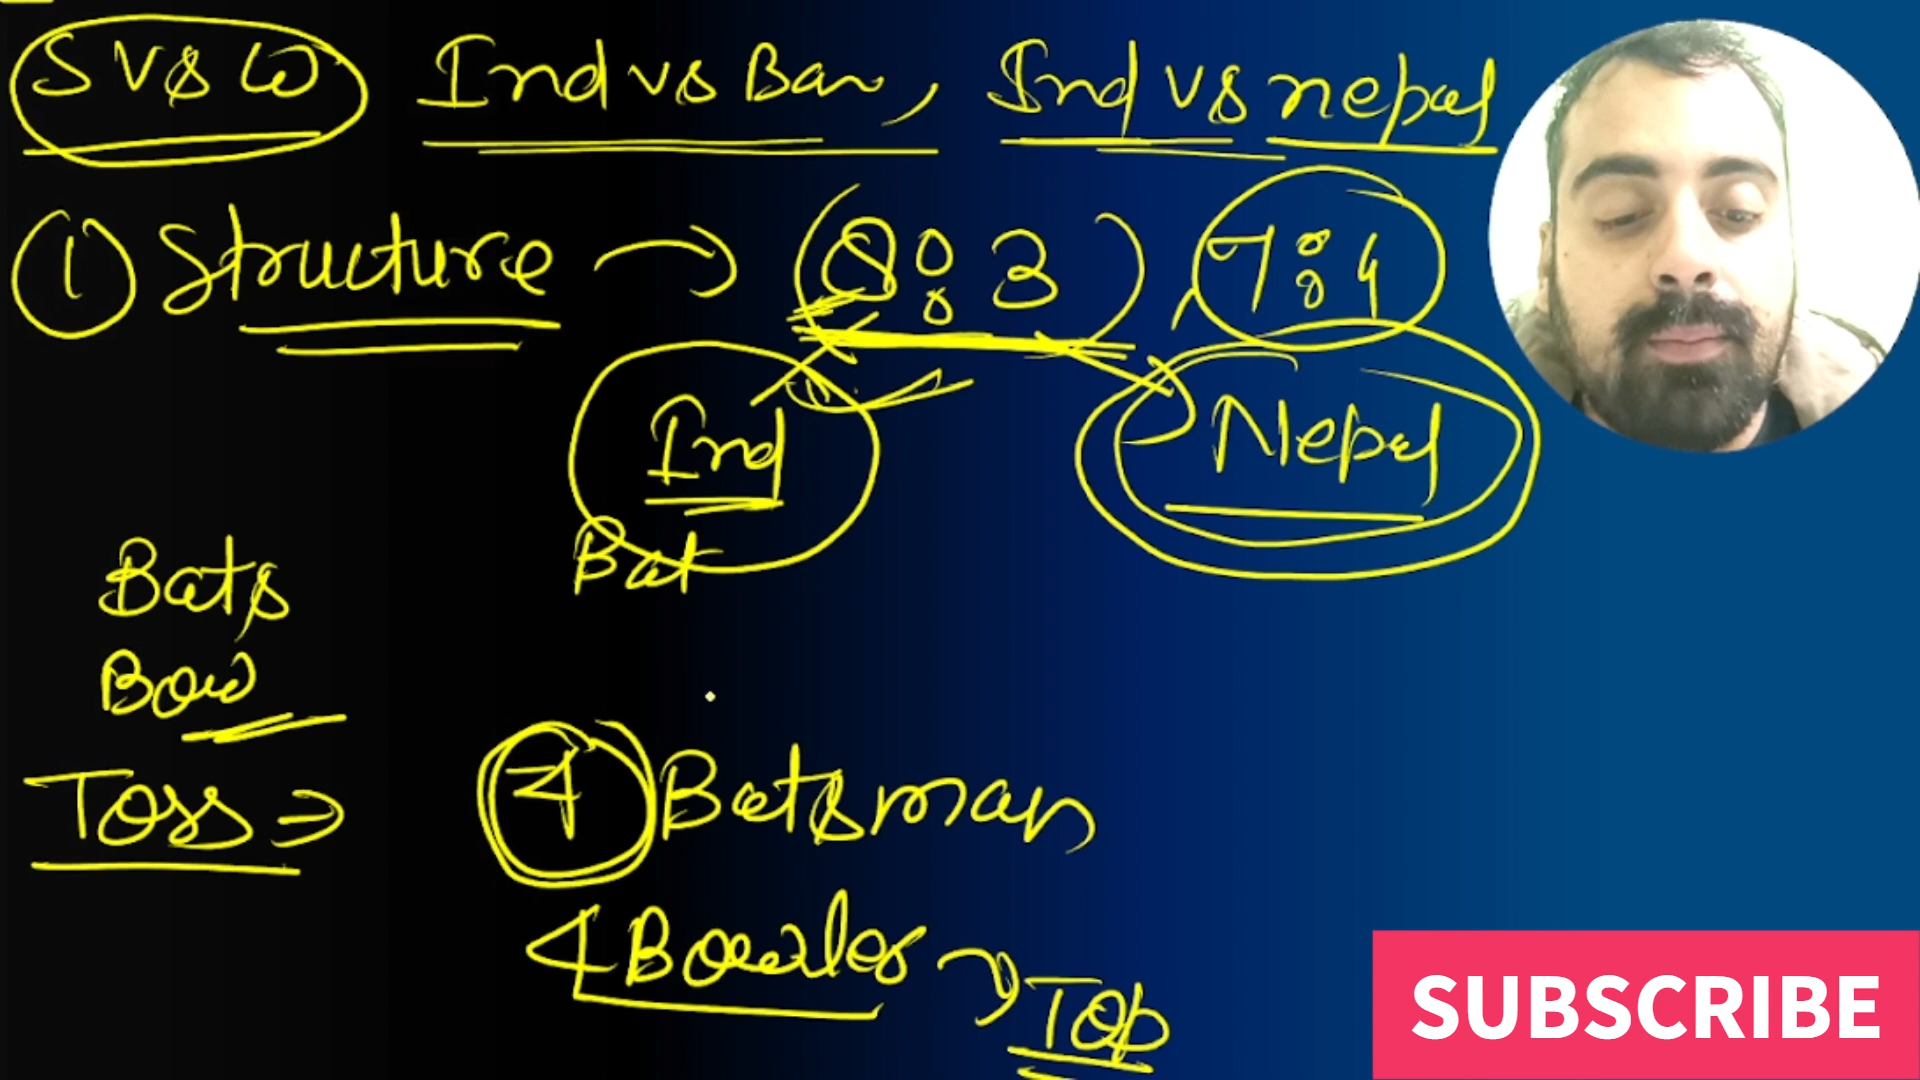 S VS W Ind vs Ban, Ind vs nepal
① Structure → 8:3, 7:4
Ind Nepal
Bat
Bats
Bow
Toss ⇒ 4 Batsman
4 Bowler → TOP
SUBSCRIBE